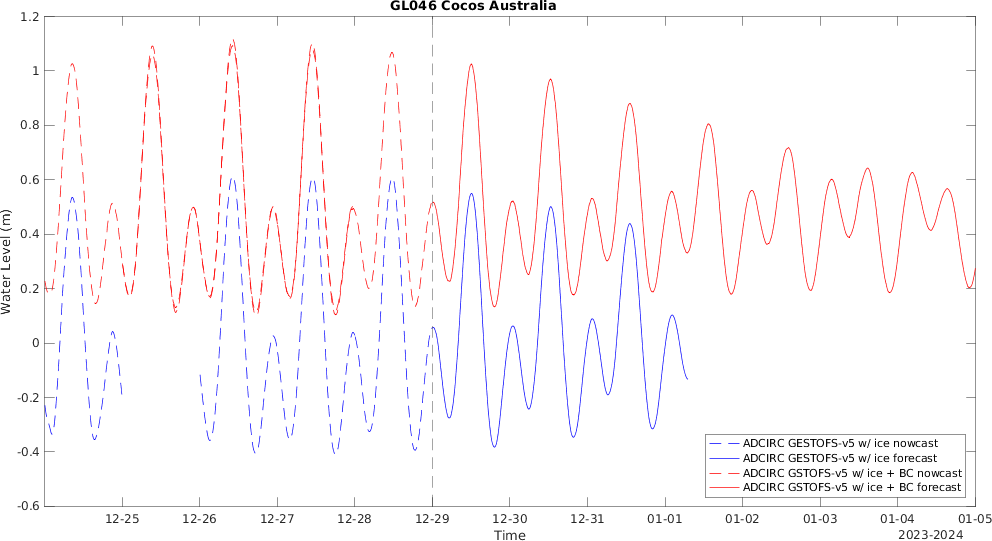 GL046 Cocos Australia
1.2
1
0.8
0.6
0.4
0.2
0
-0.2
-0.4
-0.6
Water Level (m)
ADCIRC GESTOFS-v5 w/ ice nowcast
ADCIRC GESTOFS-v5 w/ ice forecast
ADCIRC GSTOFS-v5 w/ ice + BC nowcast
ADCIRC GSTOFS-v5 w/ ice + BC forecast
12-25 12-26 12-27 12-28 12-29 12-30 12-31 01-01 01-02 01-03 01-04 01-05
Time
2023-2024